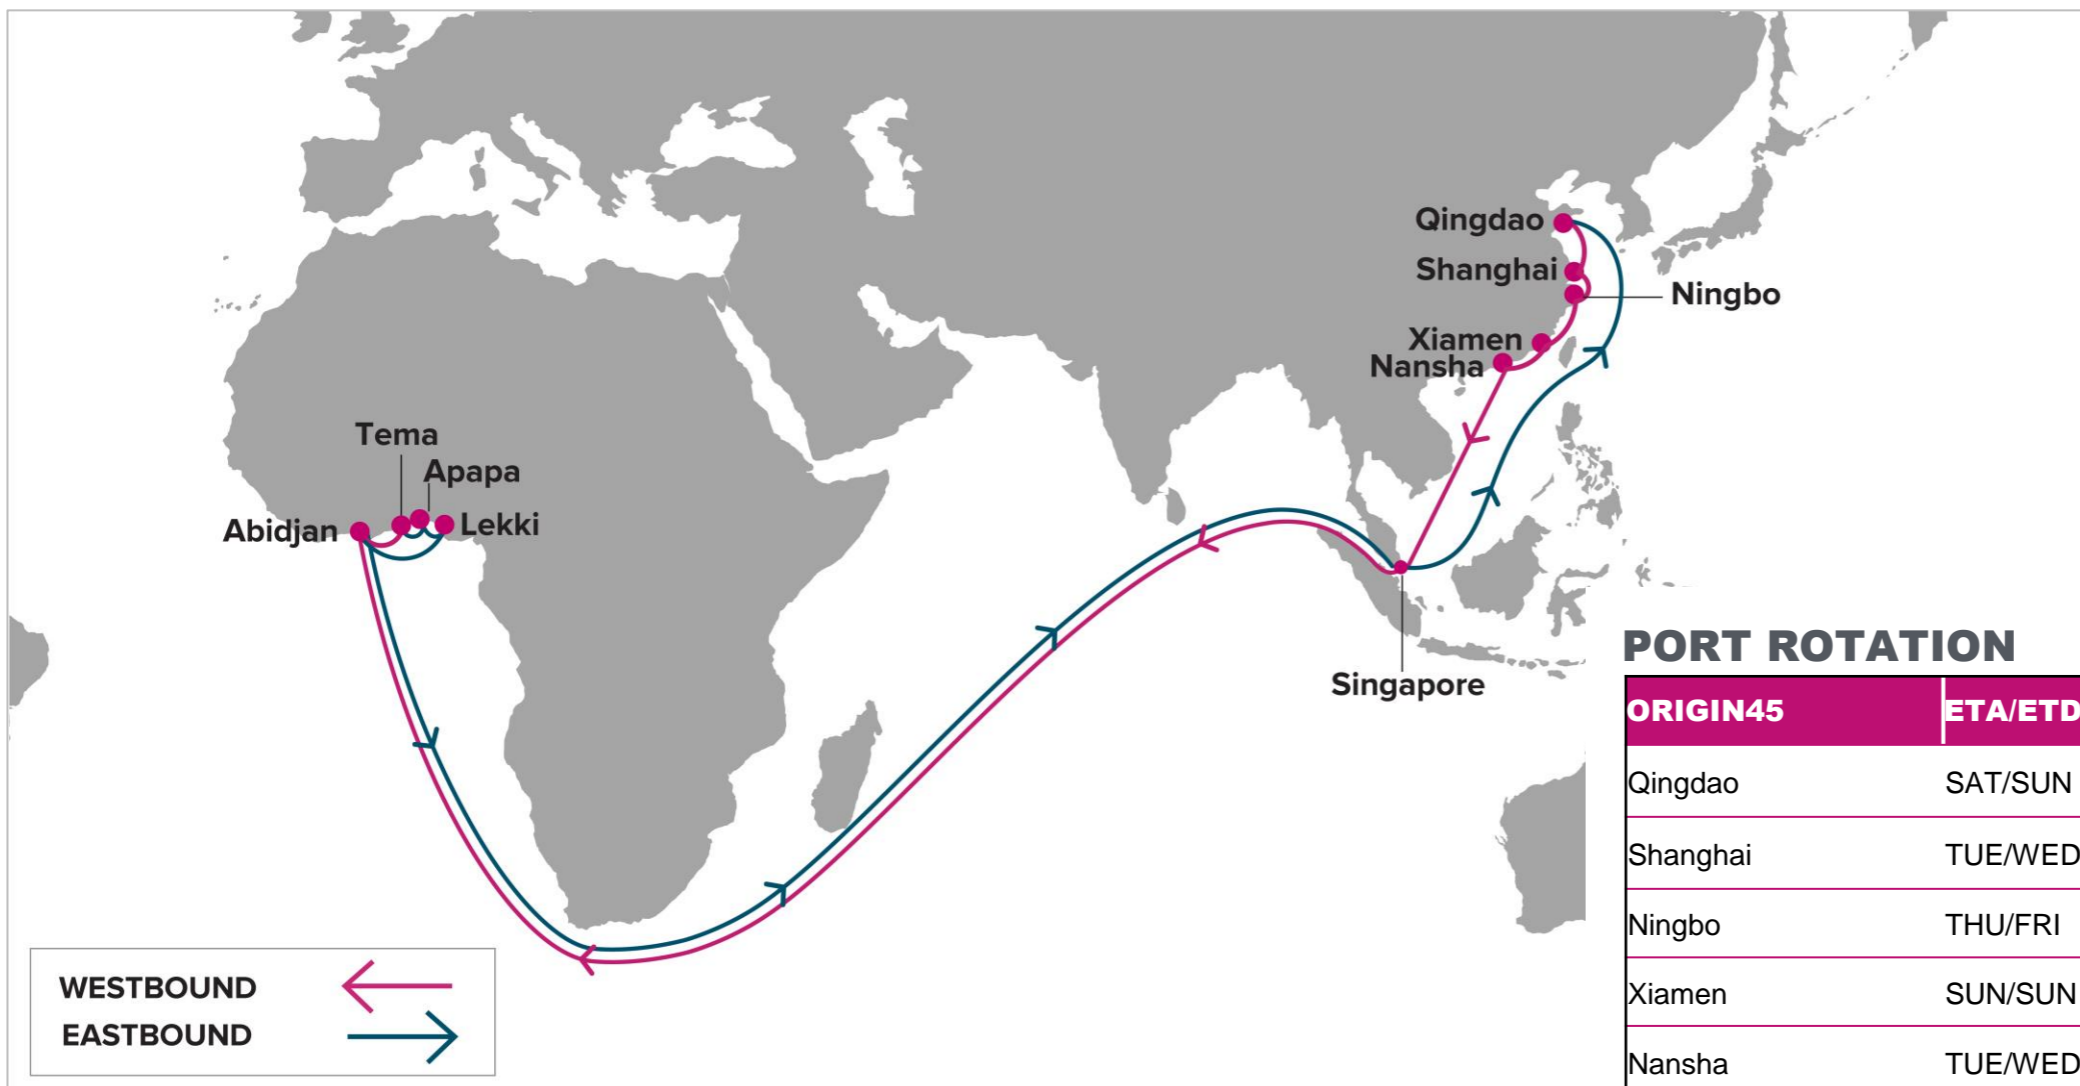 Qingdao
Shanghai
Ningbo
Xiamen
Nansha
Tema
Apapa
Abidjan
Lekki
Singapore
WESTBOUND
EASTBOUND
PORT ROTATION
ORIGIN45 ETA/ETD
Qingdao SAT/SUN
Shanghai TUE/WED
Ningbo THU/FRI
Xiamen SUN/SUN
Nansha TUE/WED